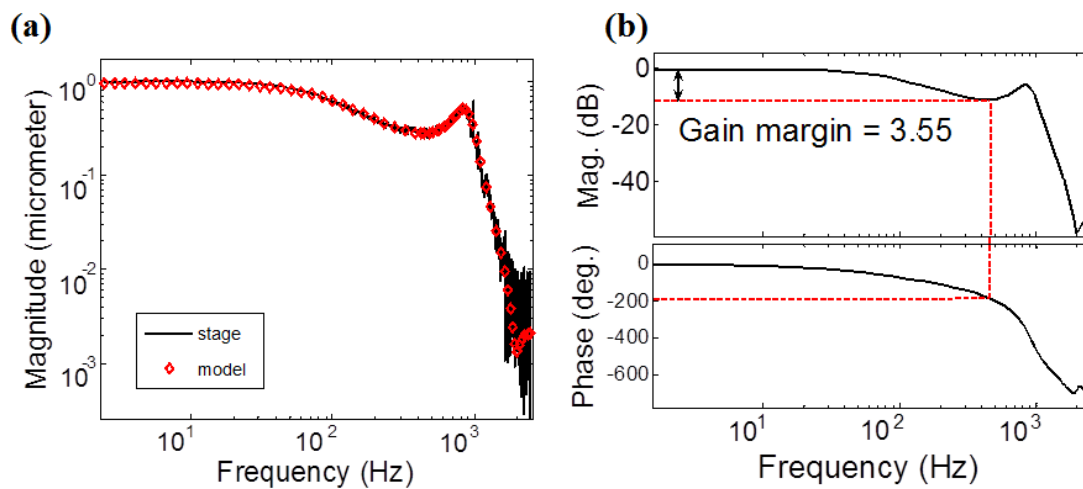 (a)
Magnitude (micrometer)
10^0
10^-1
10^-2
10^-3
stage
model
10^1
10^2
10^3
Frequency (Hz)
(b)
Mag. (dB)
0
-20
-40
Gain margin = 3.55
Phase (deg.)
0
-200
-400
-600
10^1
10^2
10^3
Frequency (Hz)